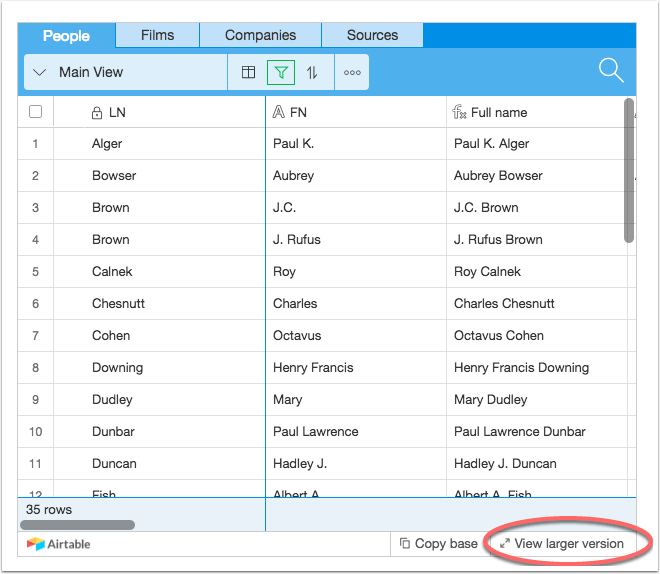 People Films Companies Sources
Main View
LN FN Full name
1 Alger Paul K. Paul K. Alger
2 Bowser Aubrey Aubrey Bowser
3 Brown J.C. J.C. Brown
4 Brown J. Rufus J. Rufus Brown
5 Calnek Roy Roy Calnek
6 Chesnutt Charles Charles Chesnutt
7 Cohen Octavus Octavus Cohen
8 Downing Henry Francis Henry Francis Downing
9 Dudley Mary Mary Dudley
10 Dunbar Paul Lawrence Paul Lawrence Dunbar
11 Duncan Hadley J. Hadley J. Duncan
12 Fish Albert A. Albert A. Fish
35 rows
Airtable Copy base View larger version